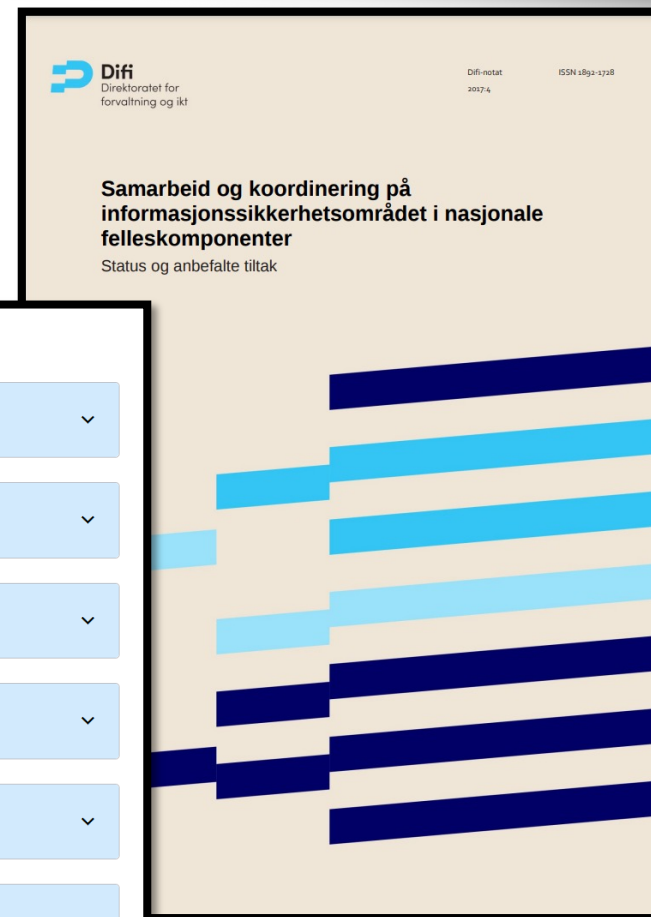 Difi
Direktoratet for
forvaltning og ikt
Difi-notat
2017:4
ISSN 1892-1728
Samarbeid og koordinering på
informasjonssikkerhetsområdet i nasjonale
felleskomponenter
Status og anbefalte tiltak